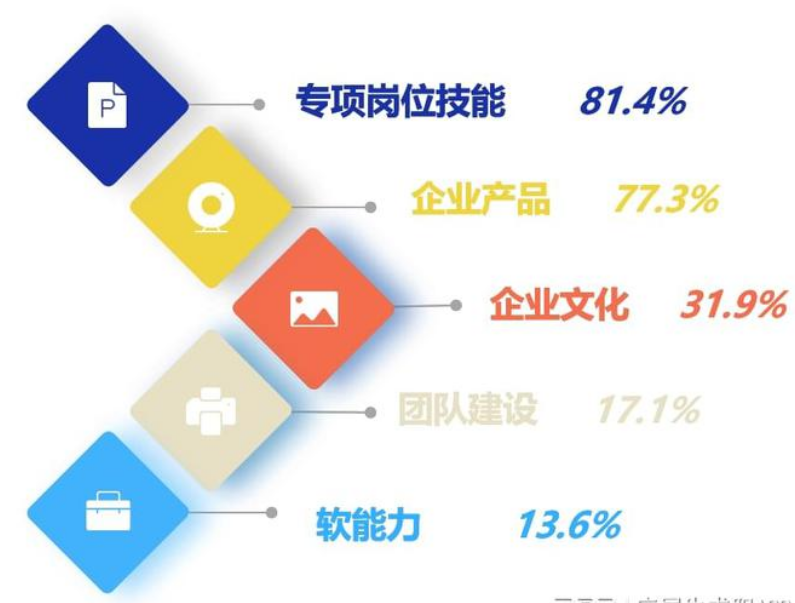 P
专项岗位技能 81.4%
企业产品 77.3%
企业文化 31.9%
团队建设 17.1%
软能力 13.6%